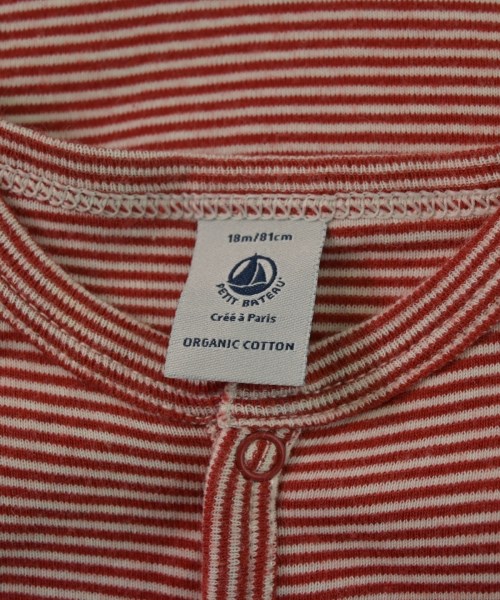 18m/81cm
PETIT BATEAU
Créé à Paris
ORGANIC COTTON